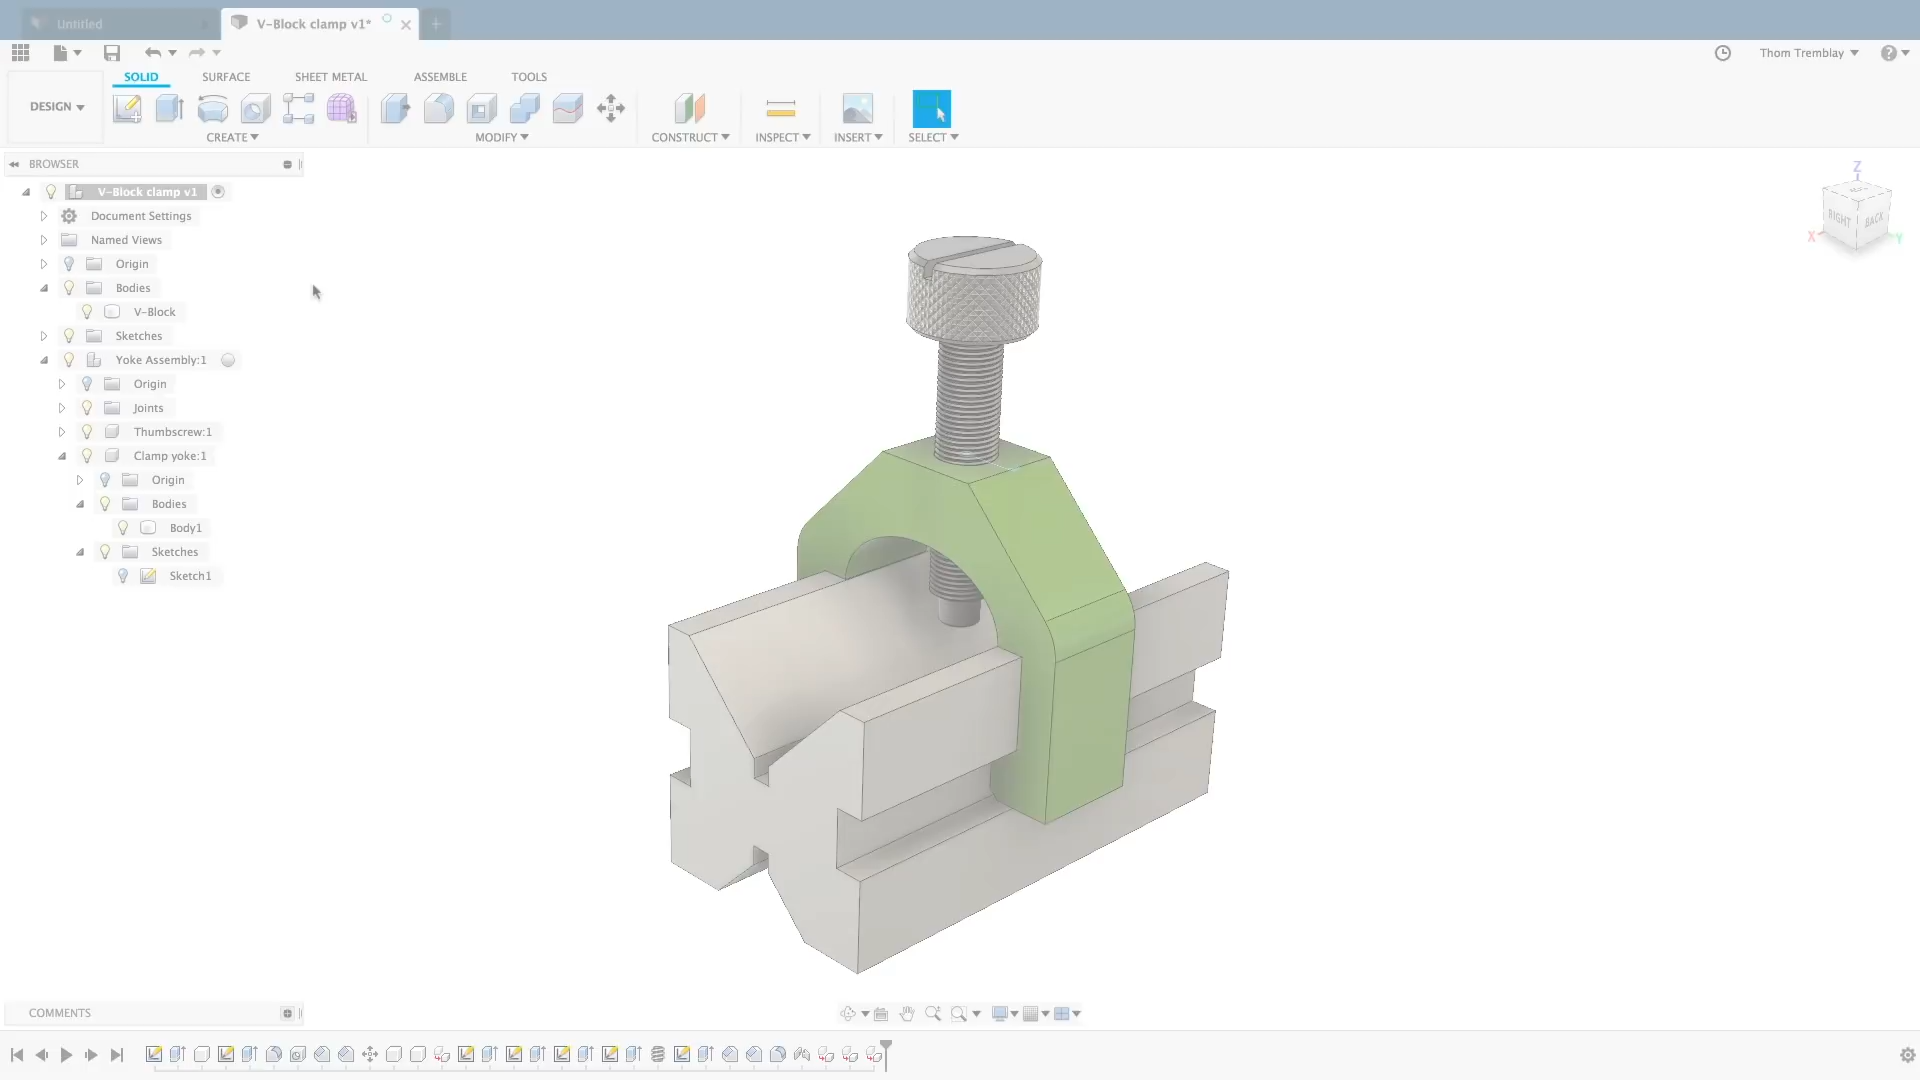 Untitled
V-Block clamp v1*
Thom Tremblay
DESIGN
SOLID
SURFACE
SHEET METAL
ASSEMBLE
TOOLS
CREATE
MODIFY
CONSTRUCT
INSPECT
INSERT
SELECT
BROWSER
V-Block clamp v1
Document Settings
Named Views
Origin
Bodies
V-Block
Sketches
Yoke Assembly:1
Origin
Joints
Thumbscrew:1
Clamp yoke:1
Origin
Bodies
Body1
Sketches
Sketch1
Z
RIGHT
BACK
X
Y
COMMENTS